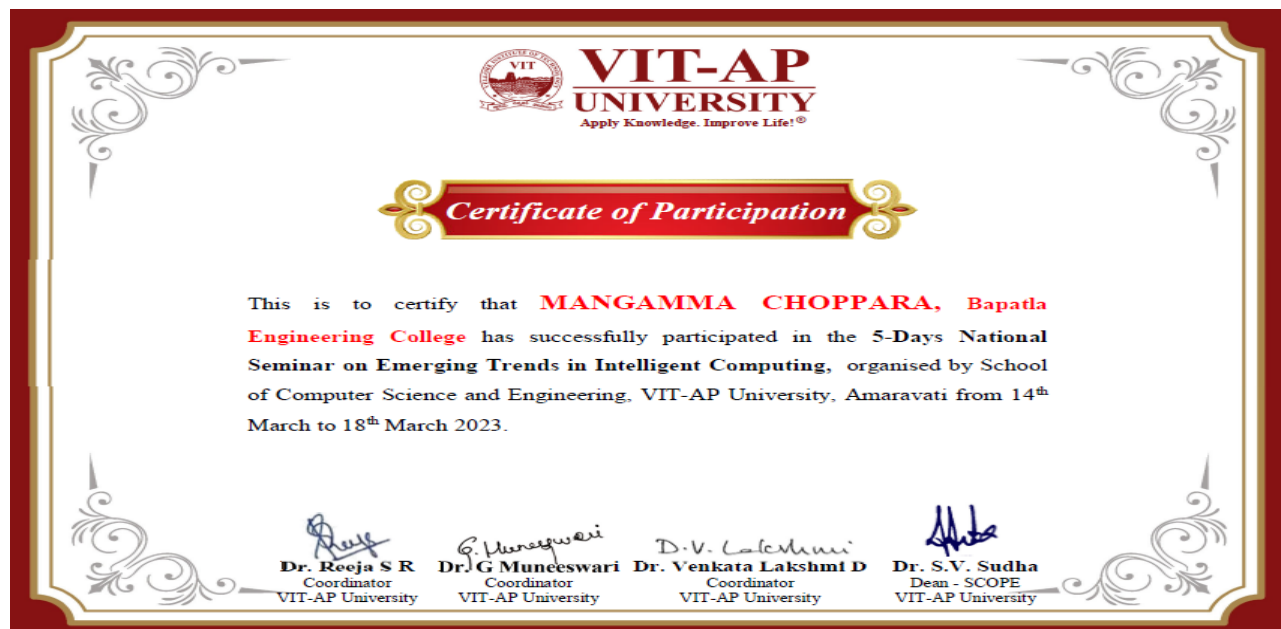 VIT
VIT-AP
UNIVERSITY
Apply Knowledge. Improve Life!®
Certificate of Participation
This is to certify that MANGAMMA CHOPPARA, Bapatla
Engineering College has successfully participated in the 5-Days National
Seminar on Emerging Trends in Intelligent Computing, organised by School
of Computer Science and Engineering, VIT-AP University, Amaravati from 14th
March to 18th March 2023.
G. Muneeswari D.V. Lakshmi
Dr. Reeja S R Dr. G Muneeswari Dr. Venkata Lakshmi D Dr. S.V. Sudha
Coordinator Coordinator Coordinator Dean - SCOPE
VIT-AP University VIT-AP University VIT-AP University VIT-AP University